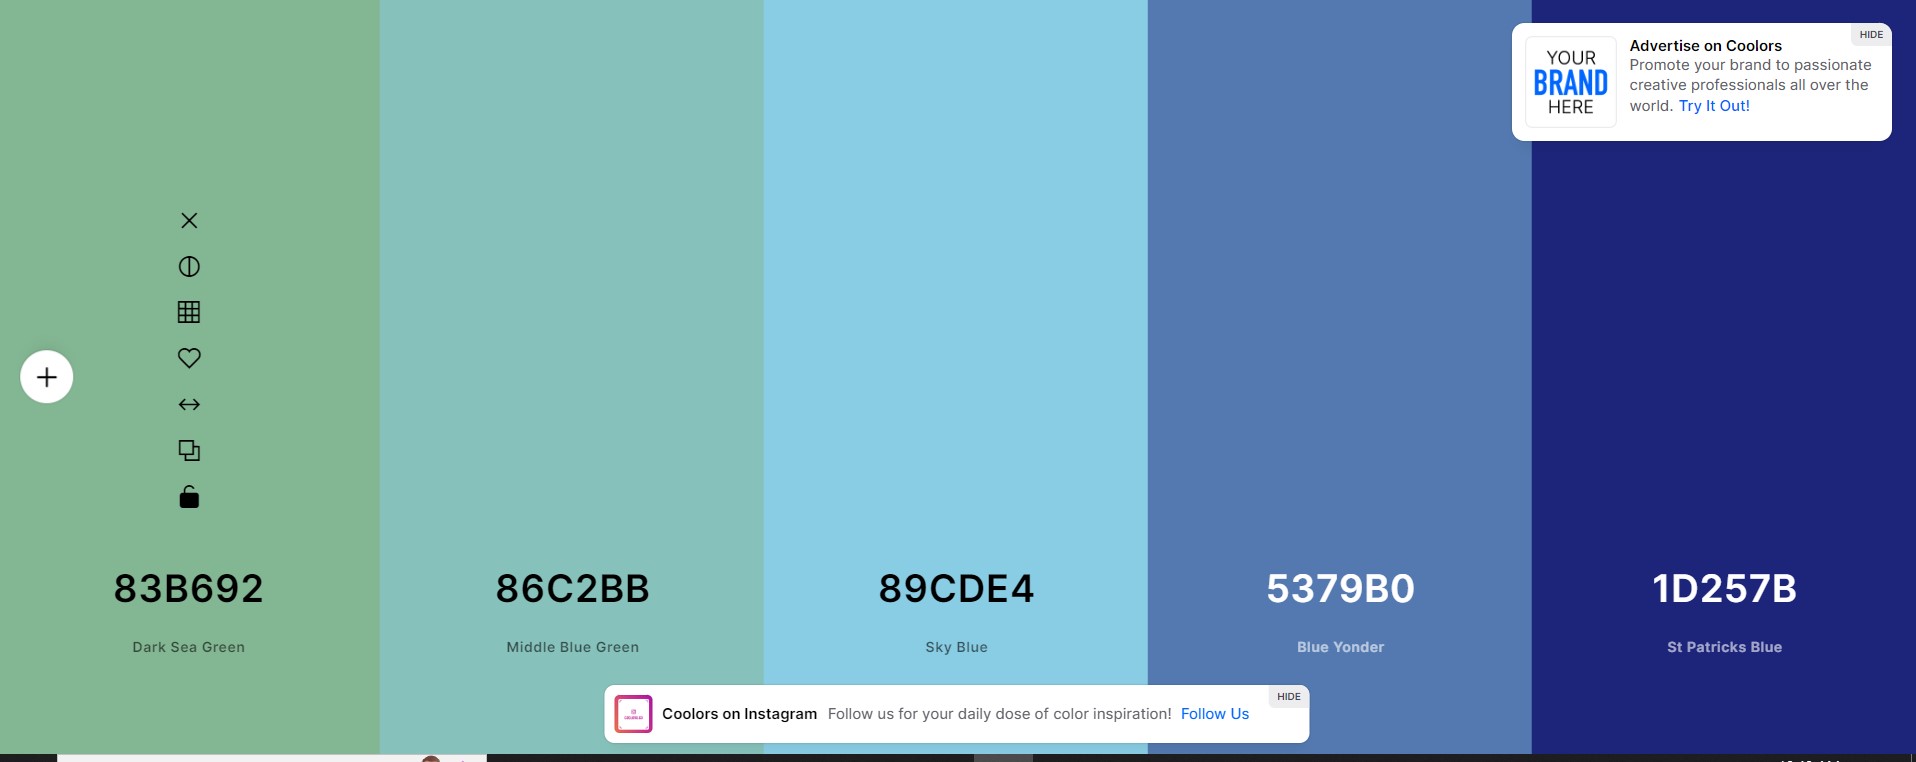 HIDE
YOUR
BRAND
HERE
Advertise on Coolors
Promote your brand to passionate
creative professionals all over the
world. Try It Out!
83B692
86C2BB
89CDE4
5379B0
1D257B
Dark Sea Green
Middle Blue Green
Sky Blue
Blue Yonder
St Patricks Blue
HIDE
Coolors on Instagram Follow us for your daily dose of color inspiration! Follow Us